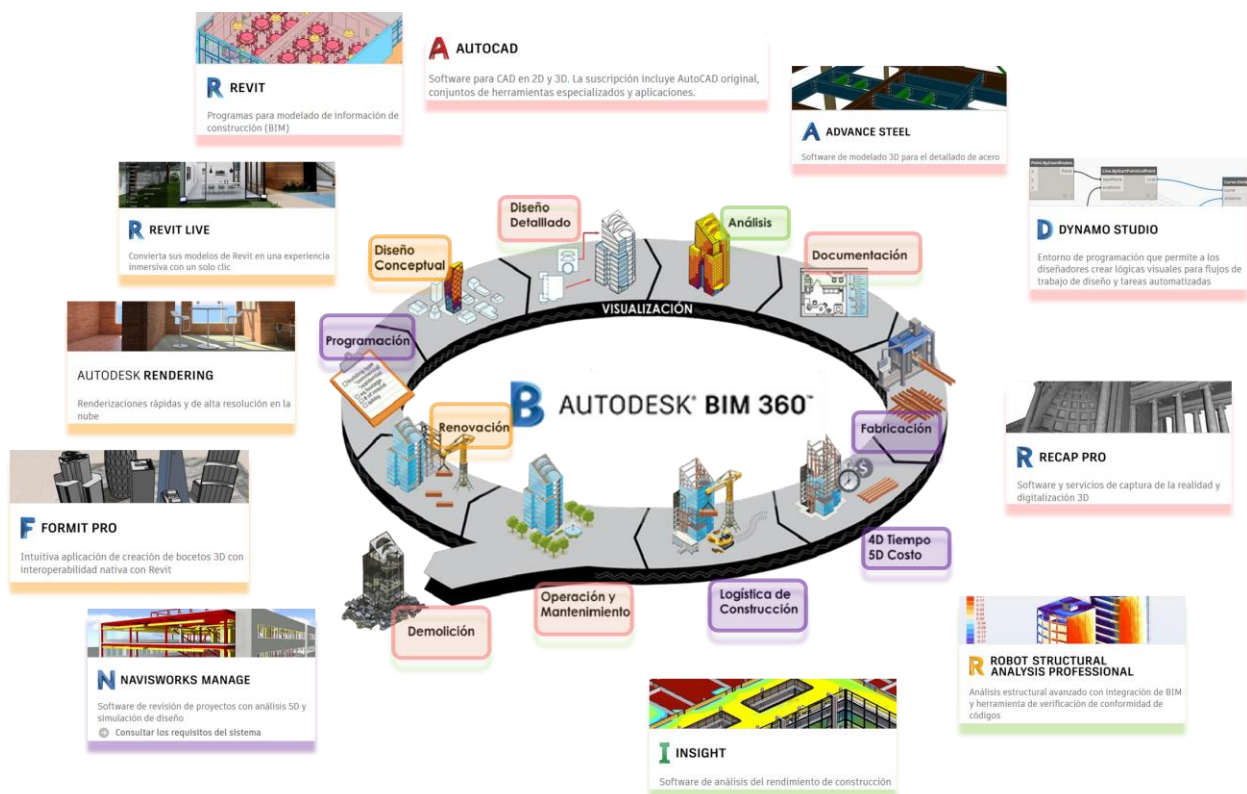 REVIT
Programas para modelado de información de
construcción (BIM)
AUTOCAD
Software para CAD en 2D y 3D. La suscripción incluye AutoCAD original,
conjuntos de herramientas especializados y aplicaciones.
ADVANCE STEEL
Software de modelado 3D para el detallado de acero
REVIT LIVE
Convierta sus modelos de Revit en una experiencia
inmersiva con un solo clic
DYNAMO STUDIO
Entorno de programación que permite a los
diseñadores crear lógicas visuales para flujos de
trabajo de diseño y tareas automatizadas
Diseño
Detalllado
Análisis
Diseño
Conceptual
Documentación
VISUALIZACIÓN
Programación
AUTODESK RENDERING
Renderizaciones rápidas y de alta resolución en la
nube
B AUTODESK® BIM 360™
Renovación
Fabricación
RECAP PRO
Software y servicios de captura de la realidad y
digitalización 3D
FORMIT PRO
Intuitiva aplicación de creación de bocetos 3D con
interoperabilidad nativa con Revit
4D Tiempo
5D Costo
Operación y
Mantenimiento
Logística de
Construcción
Demolición
NAVISWORKS MANAGE
Software de revisión de proyectos con análisis 5D y
simulación de diseño
Consultar los requisitos del sistema
ROBOT STRUCTURAL
ANALYSIS PROFESSIONAL
Análisis estructural avanzado con integración de BIM
y herramienta de verificación de conformidad de
códigos
INSIGHT
Software de análisis del rendimiento de construcción